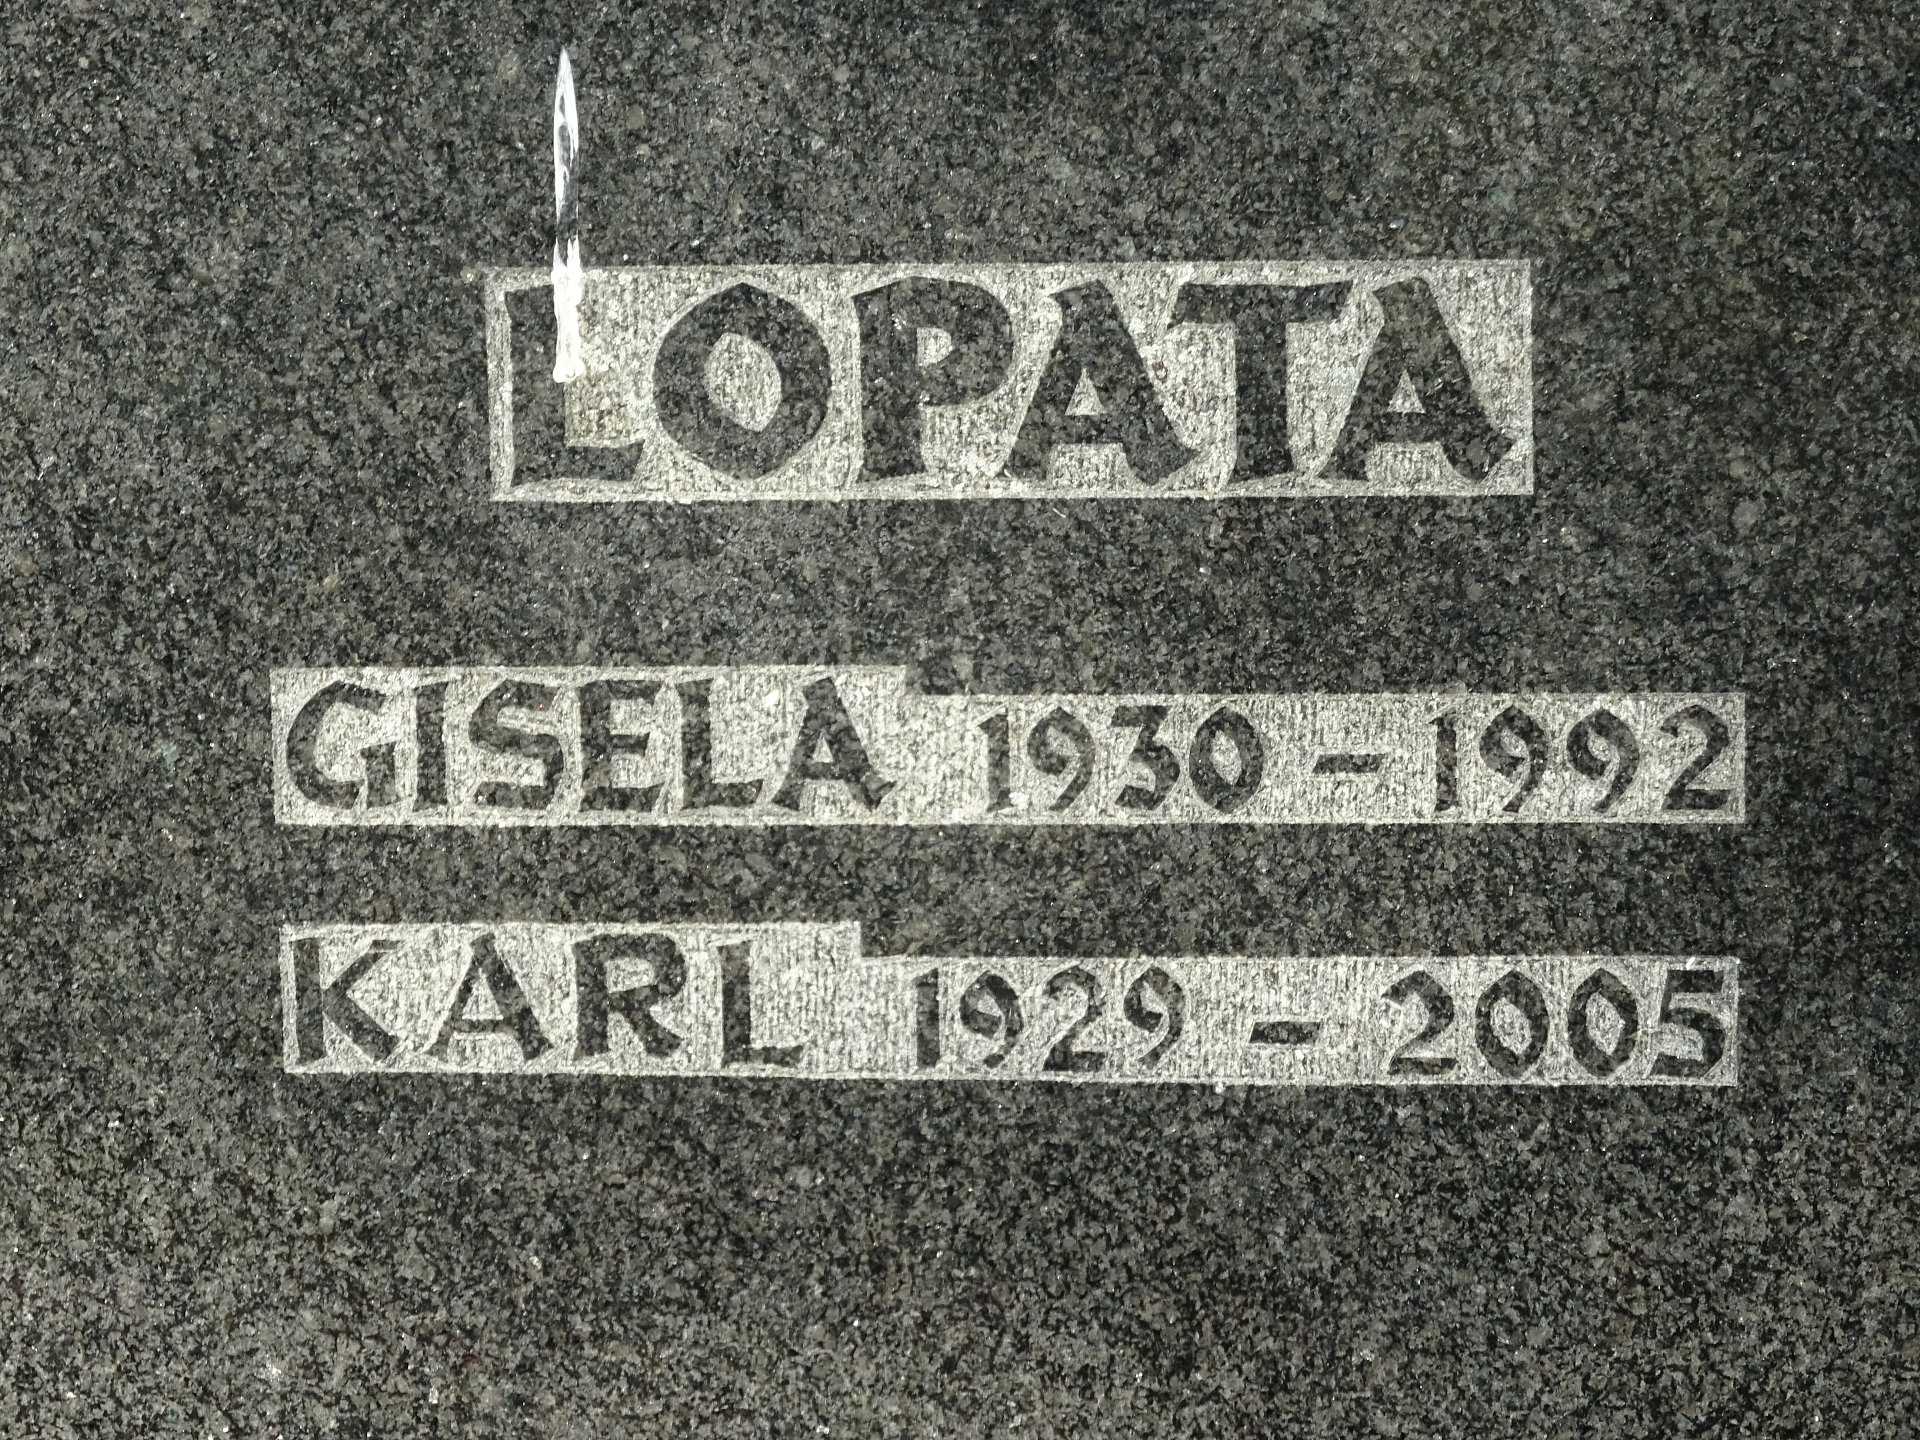 LOPATA
GISELA 1930 – 1992
KARL 1929 – 2005